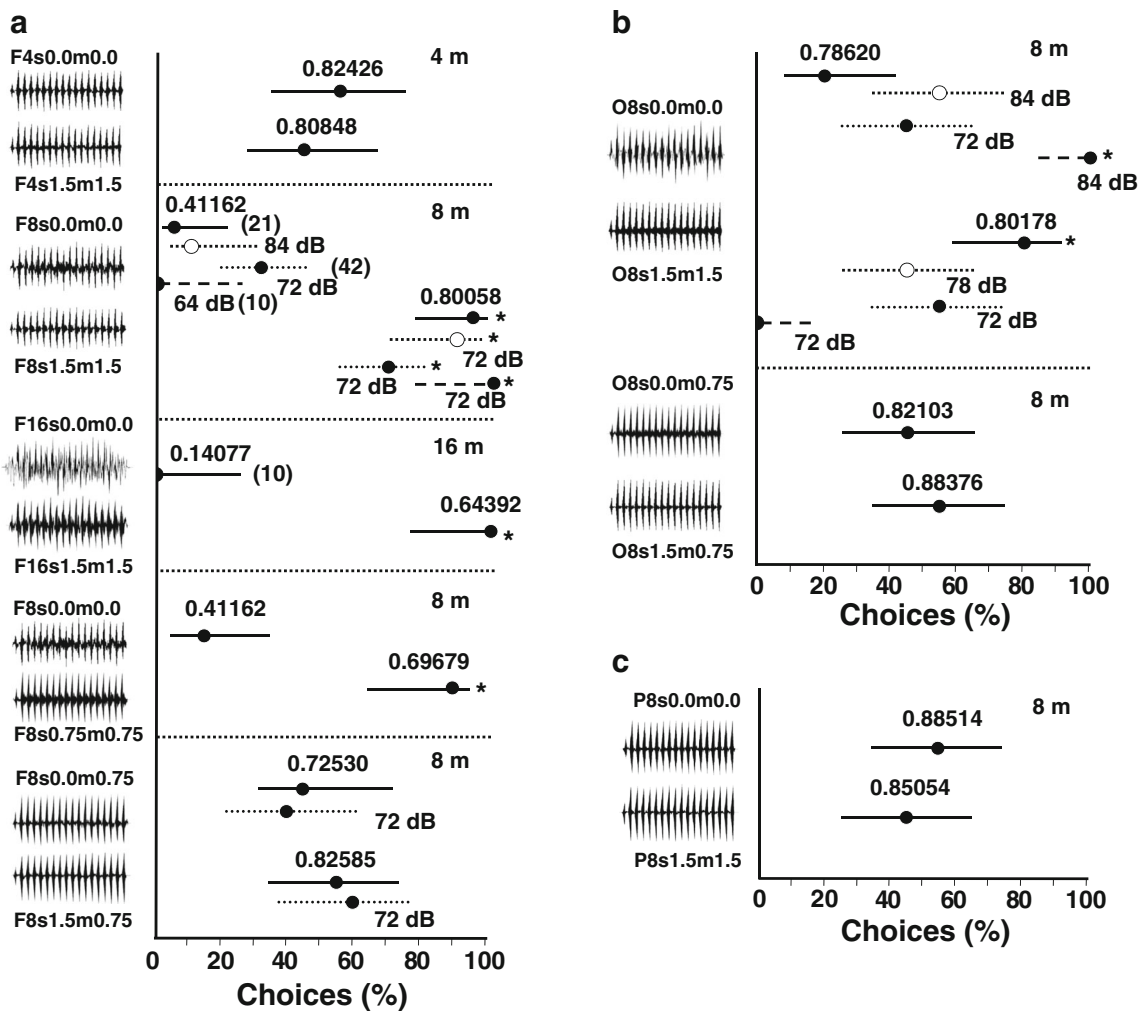 a
F4s0.0m0.0
4 m
0.82426
0.80848
F4s1.5m1.5
F8s0.0m0.0
0.41162
(21)
8 m
84 dB
72 dB
(42)
64 dB
(10)
0.80058
*
*
72 dB
F8s1.5m1.5
72 dB
*
72 dB
*
F16s0.0m0.0
16 m
0.14077
(10)
0.64392
*
F16s1.5m1.5
F8s0.0m0.0
8 m
0.41162
0.69679
*
F8s0.75m0.75
8 m
F8s0.0m0.75
0.72530
72 dB
0.82585
72 dB
F8s1.5m0.75
0 20 40 60 80 100
Choices (%)
b
8 m
0.78620
84 dB
O8s0.0m0.0
72 dB
*
84 dB
0.80178
*
O8s1.5m1.5
78 dB
72 dB
72 dB
O8s0.0m0.75
8 m
0.82103
0.88376
O8s1.5m0.75
0 20 40 60 80 100
Choices (%)
c
P8s0.0m0.0
8 m
0.88514
0.85054
P8s1.5m1.5
0 20 40 60 80 100
Choices (%)